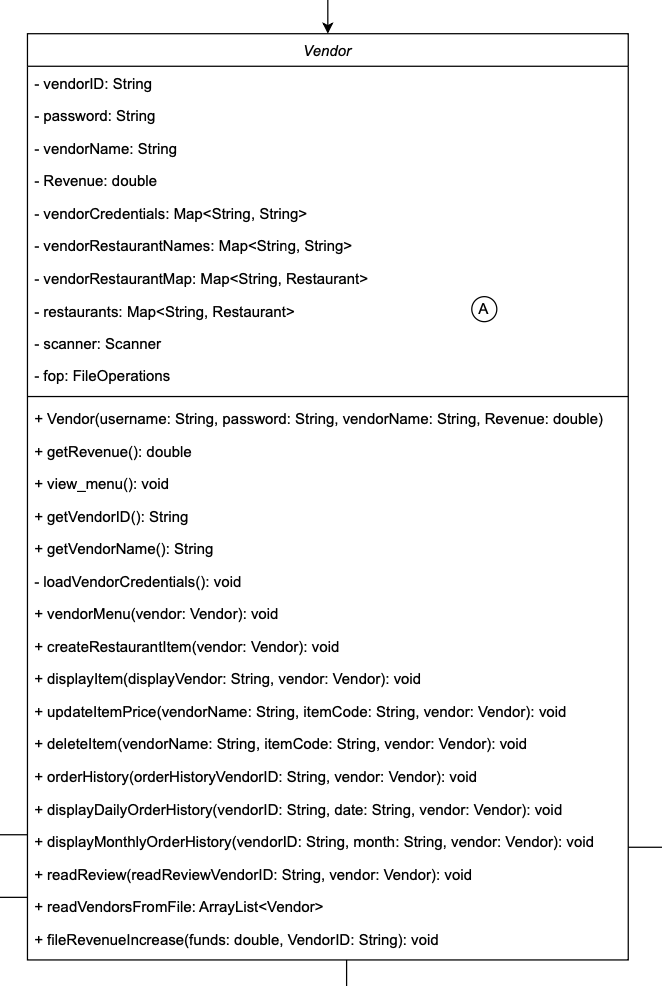 Vendor
- vendorID: String
- password: String
- vendorName: String
- Revenue: double
- vendorCredentials: Map<String, String>
- vendorRestaurantNames: Map<String, String>
- vendorRestaurantMap: Map<String, Restaurant>
- restaurants: Map<String, Restaurant>
A
- scanner: Scanner
- fop: FileOperations
+ Vendor(username: String, password: String, vendorName: String, Revenue: double)
+ getRevenue(): double
+ view_menu(): void
+ getVendorID(): String
+ getVendorName(): String
- loadVendorCredentials(): void
+ vendorMenu(vendor: Vendor): void
+ createRestaurantItem(vendor: Vendor): void
+ displayItem(displayVendor: String, vendor: Vendor): void
+ updateItemPrice(vendorName: String, itemCode: String, vendor: Vendor): void
+ deleteItem(vendorName: String, itemCode: String, vendor: Vendor): void
+ orderHistory(orderHistoryVendorID: String, vendor: Vendor): void
+ displayDailyOrderHistory(vendorID: String, date: String, vendor: Vendor): void
+ displayMonthlyOrderHistory(vendorID: String, month: String, vendor: Vendor): void
+ readReview(readReviewVendorID: String, vendor: Vendor): void
+ readVendorsFromFile: ArrayList<Vendor>
+ fileRevenueIncrease(funds: double, VendorID: String): void